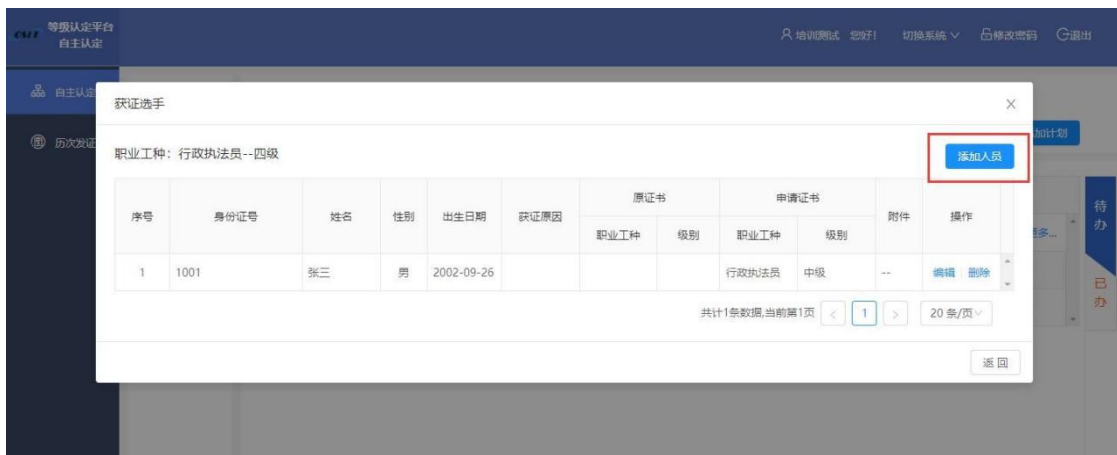 OSTA 等级认定平台
自主认定
培训测试 您好! 切换系统 修改密码 退出
自主认定
历次发证
获证选手
加计划
职业工种：行政执法员--四级
添加人员
序号 身份证号 姓名 性别 出生日期 获证原因 原证书 申请证书 附件 操作
职业工种 级别 职业工种 级别
1 1001 张三 男 2002-09-26 行政执法员 中级 -- 编辑 删除
共计1条数据,当前第1页 < 1 > 20 条/页
返 回
多...
待办
已办